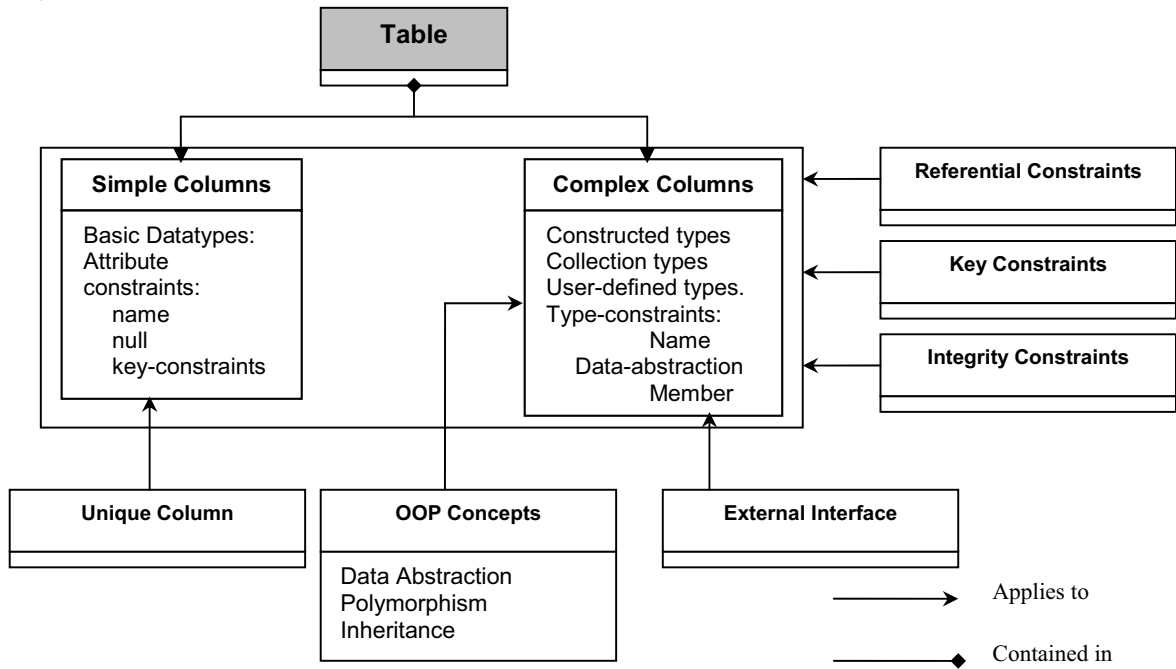 Table
Simple Columns
Basic Datatypes:
Attribute
constraints:
name
null
key-constraints
Complex Columns
Constructed types
Collection types
User-defined types.
Type-constraints:
Name
Data-abstraction
Member
Referential Constraints
Key Constraints
Integrity Constraints
Unique Column
OOP Concepts
Data Abstraction
Polymorphism
Inheritance
External Interface
Applies to
Contained in